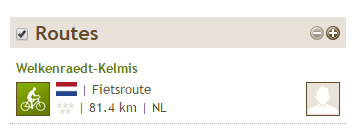 Routes
Welkenraedt-Kelmis
| Fietsroute
| 81.4 km | NL